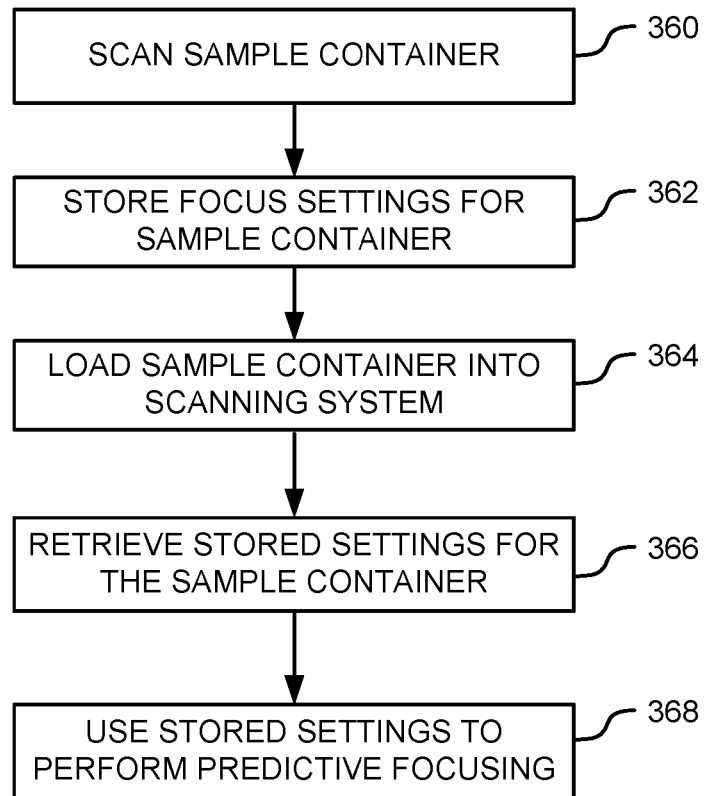 SCAN SAMPLE CONTAINER
360
STORE FOCUS SETTINGS FOR
SAMPLE CONTAINER
362
LOAD SAMPLE CONTAINER INTO
SCANNING SYSTEM
364
RETRIEVE STORED SETTINGS FOR
THE SAMPLE CONTAINER
366
USE STORED SETTINGS TO
PERFORM PREDICTIVE FOCUSING
368